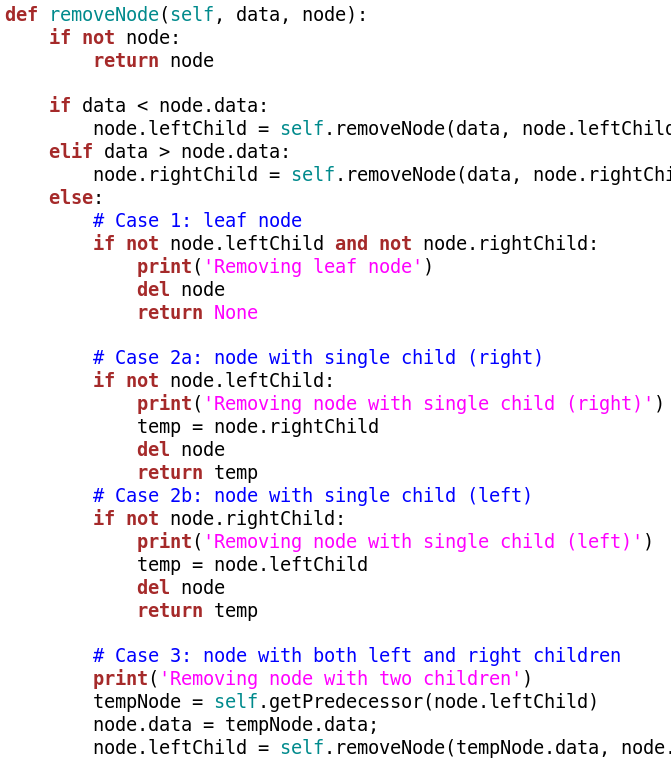 def removeNode(self, data, node):
    if not node:
        return node

    if data < node.data:
        node.leftChild = self.removeNode(data, node.leftChild
    elif data > node.data:
        node.rightChild = self.removeNode(data, node.rightChi
    else:
        # Case 1: leaf node
        if not node.leftChild and not node.rightChild:
            print('Removing leaf node')
            del node
            return None

        # Case 2a: node with single child (right)
        if not node.leftChild:
            print('Removing node with single child (right)')
            temp = node.rightChild
            del node
            return temp
        # Case 2b: node with single child (left)
        if not node.rightChild:
            print('Removing node with single child (left)')
            temp = node.leftChild
            del node
            return temp

        # Case 3: node with both left and right children
        print('Removing node with two children')
        tempNode = self.getPredecessor(node.leftChild)
        node.data = tempNode.data;
        node.leftChild = self.removeNode(tempNode.data, node.